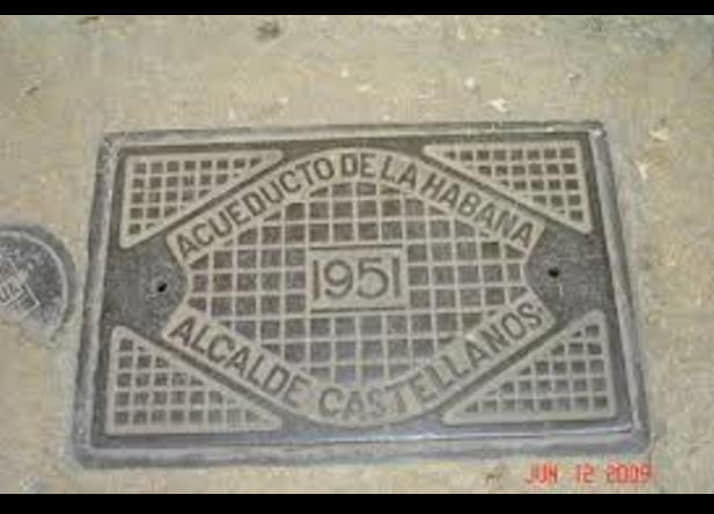 ACUEDUCTO DE LA HABANA
1951
ALCALDE CASTELLANOS
JUN 12 2009